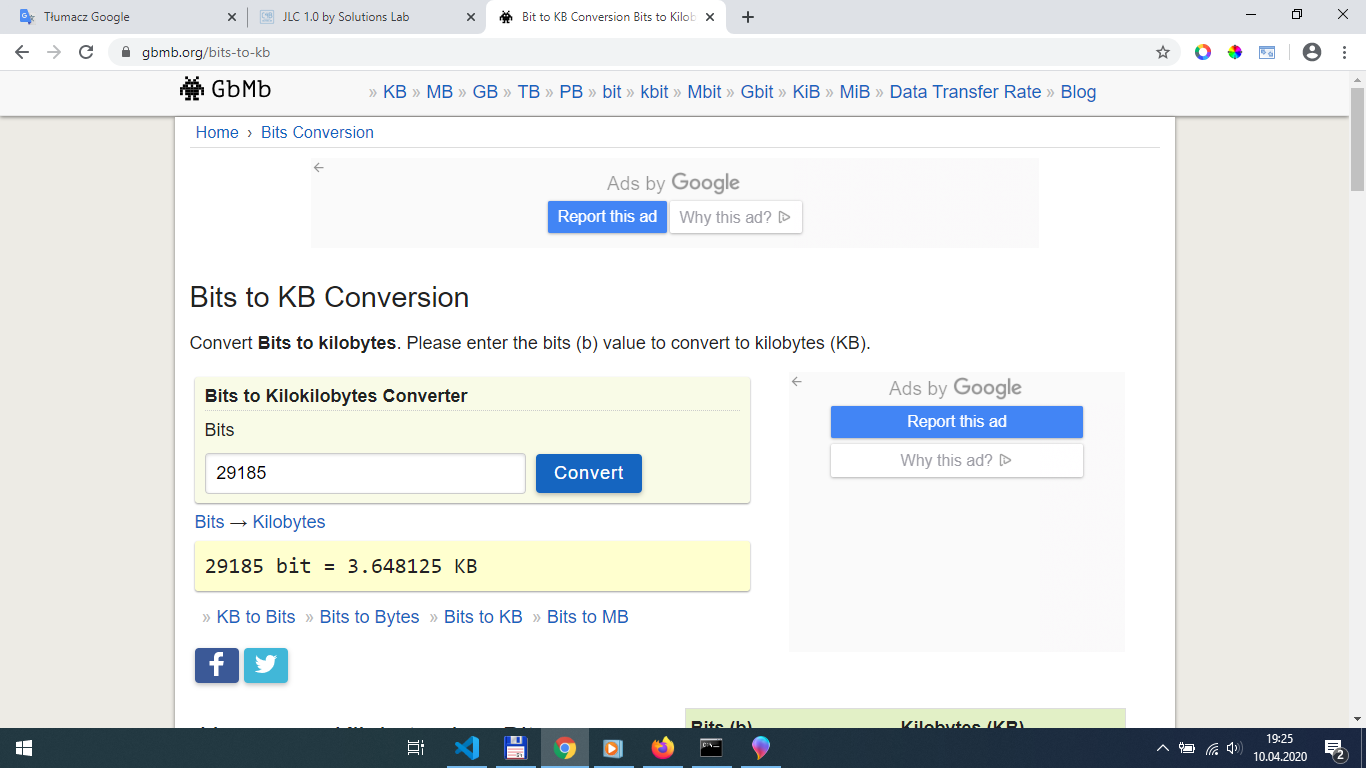 Tłumacz Google
JLC 1.0 by Solutions Lab
Bit to KB Conversion Bits to Kilob
gbmb.org/bits-to-kb
GbMb
» KB » MB » GB » TB » PB » bit » kbit » Mbit » Gbit » KiB » MiB » Data Transfer Rate » Blog
Home › Bits Conversion
Ads by Google
Report this ad
Why this ad?
Bits to KB Conversion
Convert Bits to kilobytes. Please enter the bits (b) value to convert to kilobytes (KB).
Bits to Kilokilobytes Converter
Bits
29185
Convert
Bits → Kilobytes
29185 bit = 3.648125 KB
» KB to Bits » Bits to Bytes » Bits to KB » Bits to MB
Ads by Google
Report this ad
Why this ad?
Bits (b)
Kilobytes (KB)
19:25
10.04.2020
2